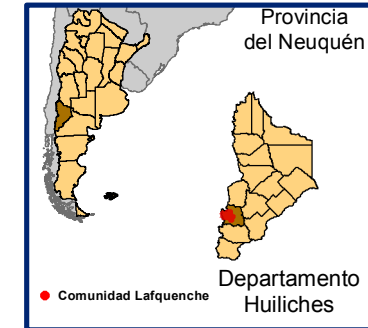 Provincia
del Neuquén
Departamento
Huiliches
Comunidad Lafquenche